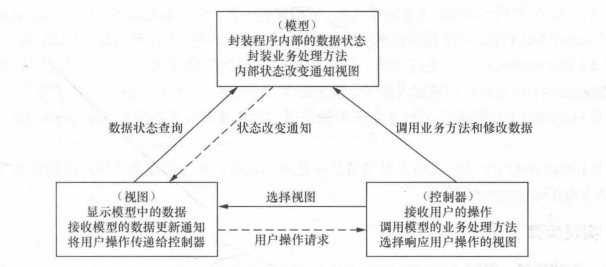 （模型）
封装程序内部的数据状态
封装业务处理方法
内部状态改变通知视图
数据状态查询
状态改变通知
调用业务方法和修改数据
（视图）
显示模型中的数据
接收模型的数据更新通知
将用户操作传递给控制器
选择视图
用户操作请求
（控制器）
接收用户的操作
调用模型的业务处理方法
选择响应用户操作的视图